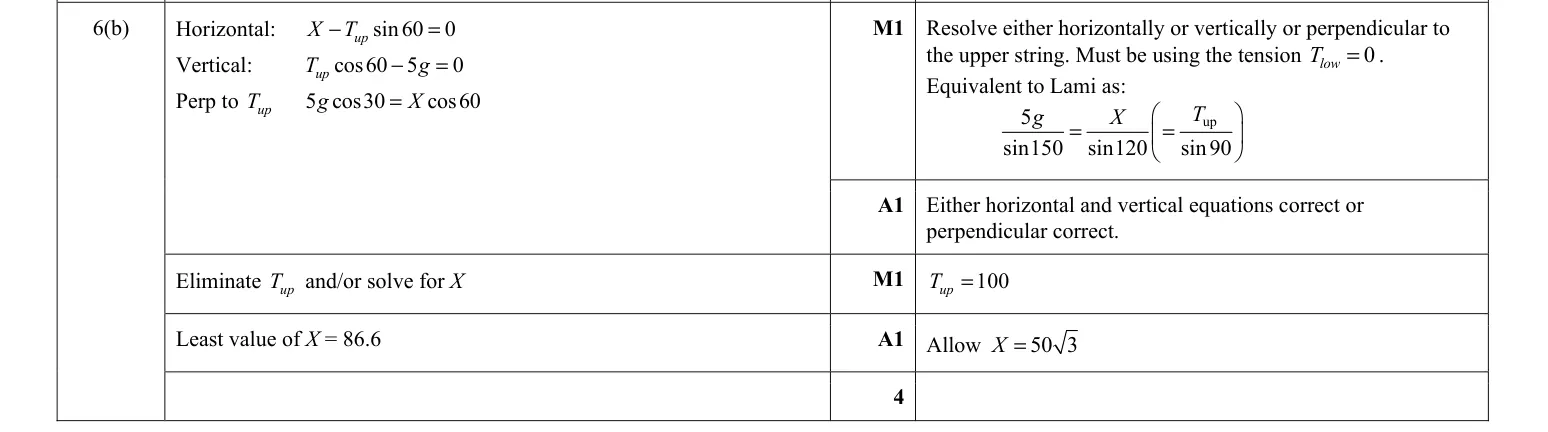 6(b)
Horizontal: X − T_up sin 60 = 0
Vertical: T_up cos 60 − 5g = 0
Perp to T_up 5g cos 30 = X cos 60
M1
Resolve either horizontally or vertically or perpendicular to
the upper string. Must be using the tension T_low = 0.
Equivalent to Lami as:
5g/sin150 = X/sin120 (= T_up/sin 90)
A1
Either horizontal and vertical equations correct or
perpendicular correct.
Eliminate T_up and/or solve for X
M1
T_up = 100
Least value of X = 86.6
A1
Allow X = 50√3
4